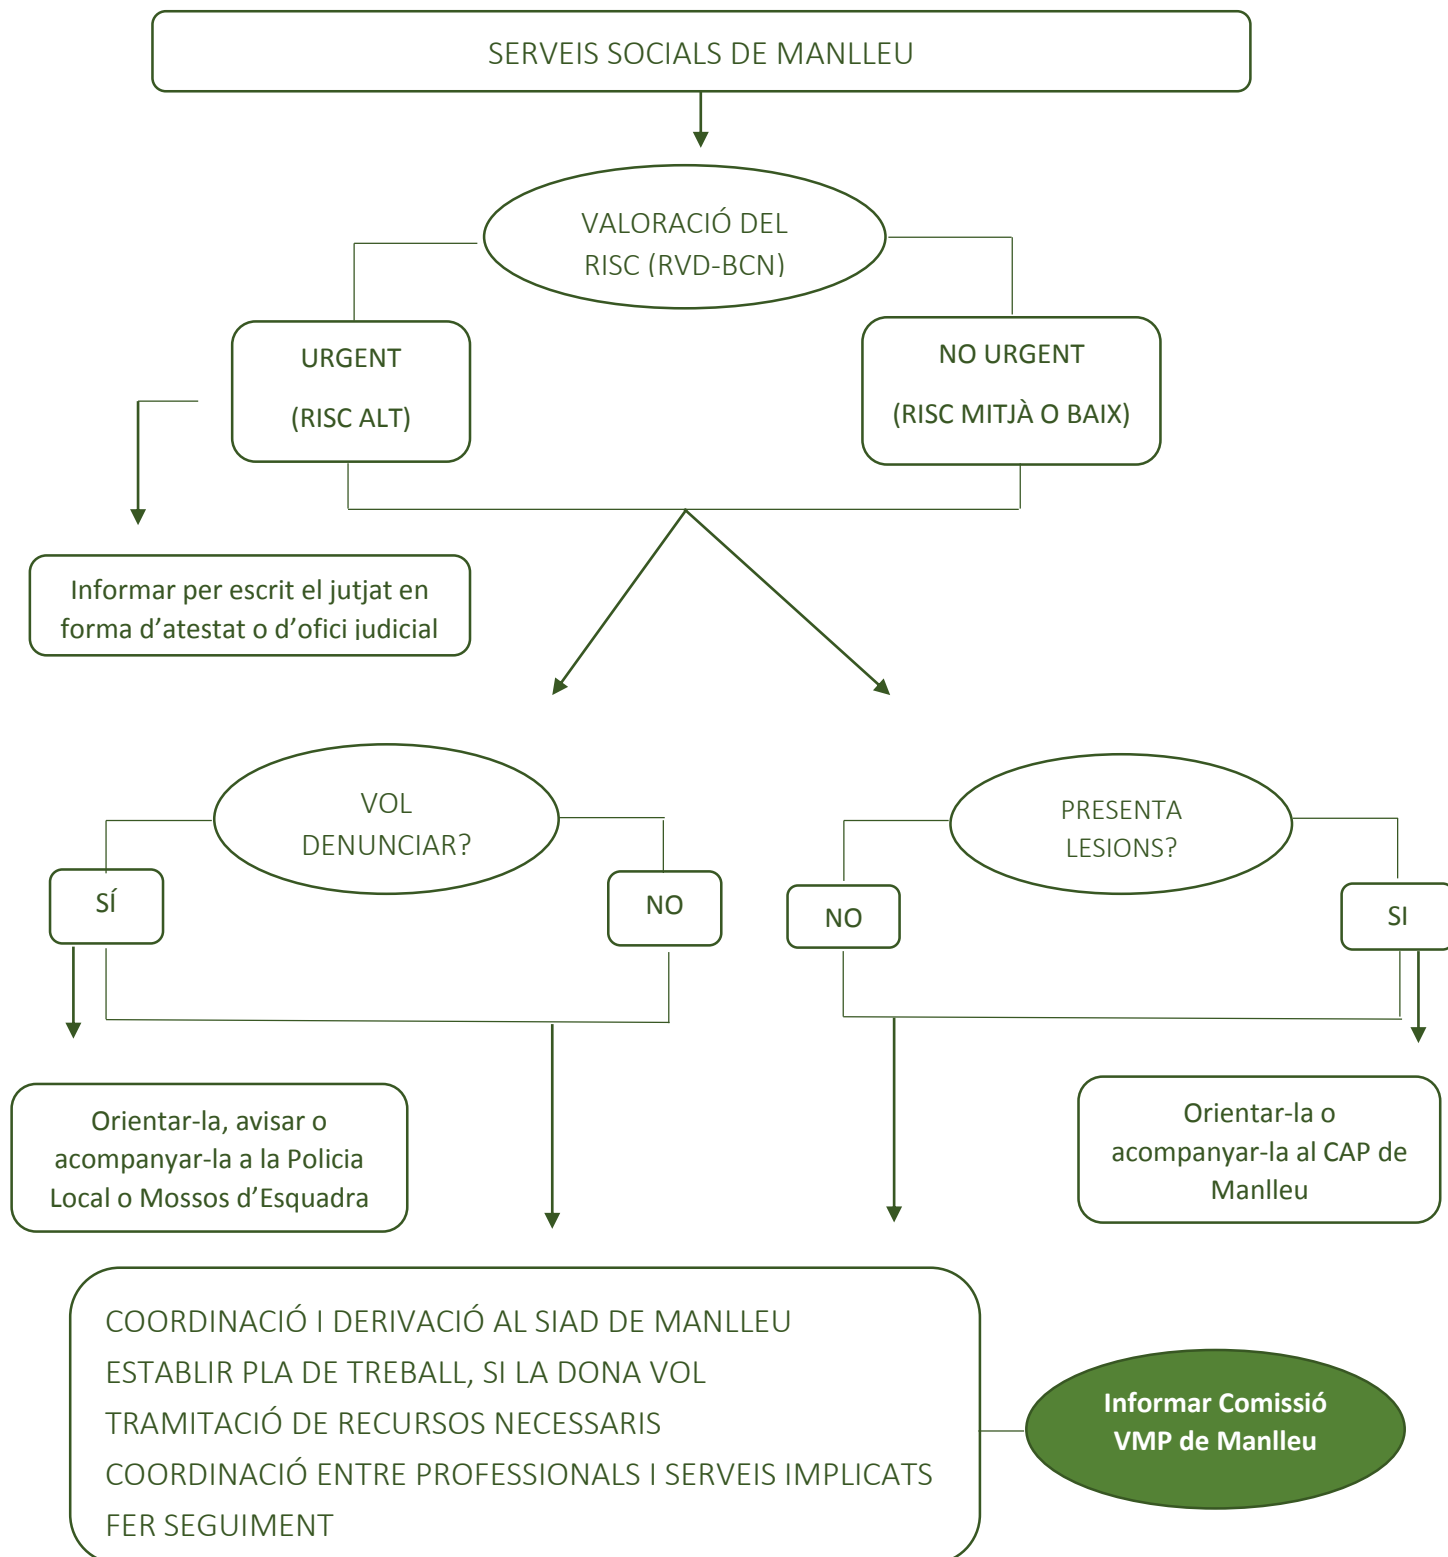 SERVEIS SOCIALS DE MANLLEU
VALORACIÓ DEL
RISC (RVD-BCN)
URGENT
(RISC ALT)
NO URGENT
(RISC MITJÀ O BAIX)
Informar per escrit el jutjat en
forma d’atestat o d’ofici judicial
VOL
DENUNCIAR?
PRESENTA
LESIONS?
SÍ
NO
NO
SI
Orientar-la, avisar o
acompanyar-la a la Policia
Local o Mossos d’Esquadra
Orientar-la o
acompanyar-la al CAP de
Manlleu
COORDINACIÓ I DERIVACIÓ AL SIAD DE MANLLEU
ESTABLIR PLA DE TREBALL, SI LA DONA VOL
TRAMITACIÓ DE RECURSOS NECESSARIS
COORDINACIÓ ENTRE PROFESSIONALS I SERVEIS IMPLICATS
FER SEGUIMENT
Informar Comissió
VMP de Manlleu